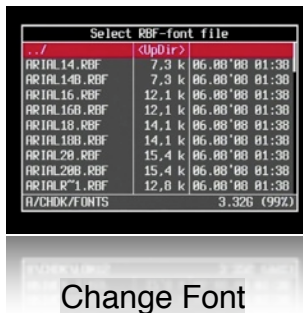 Select RBF-font file
../ <UpDir>
ARIAL14.RBF 7,3 k 06.08'08 01:38
ARIAL14B.RBF 7,3 k 06.08'08 01:38
ARIAL16.RBF 12,1 k 06.08'08 01:38
ARIAL16B.RBF 12,1 k 06.08'08 01:38
ARIAL18.RBF 14,1 k 06.08'08 01:38
ARIAL18B.RBF 14,1 k 06.08'08 01:38
ARIAL20.RBF 15,4 k 06.08'08 01:38
ARIAL20B.RBF 15,4 k 06.08'08 01:38
ARIALR~1.RBF 12,8 k 06.08'08 01:38
A/CHDK/FONTS 3.32G (99%)
Change Font